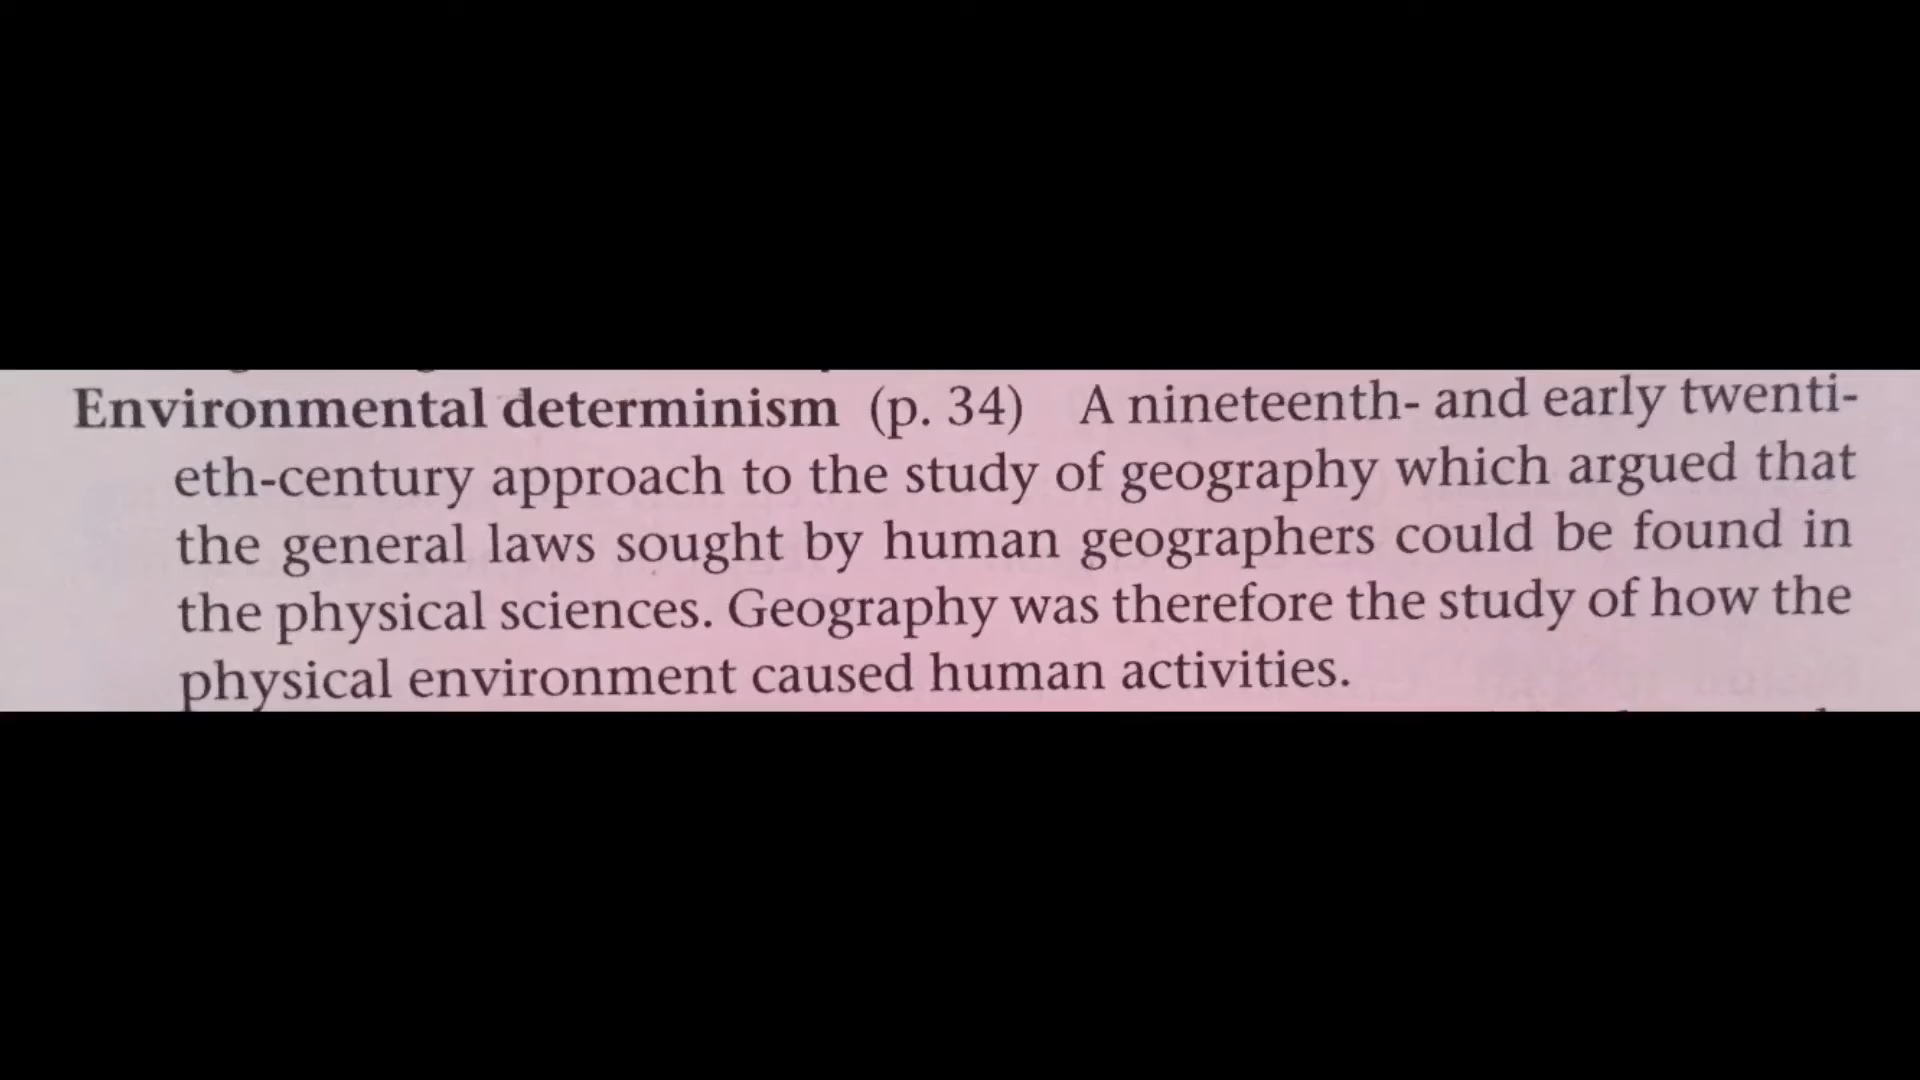 Environmental determinism (p. 34) A nineteenth- and early twenti-
eth-century approach to the study of geography which argued that
the general laws sought by human geographers could be found in
the physical sciences. Geography was therefore the study of how the
physical environment caused human activities.